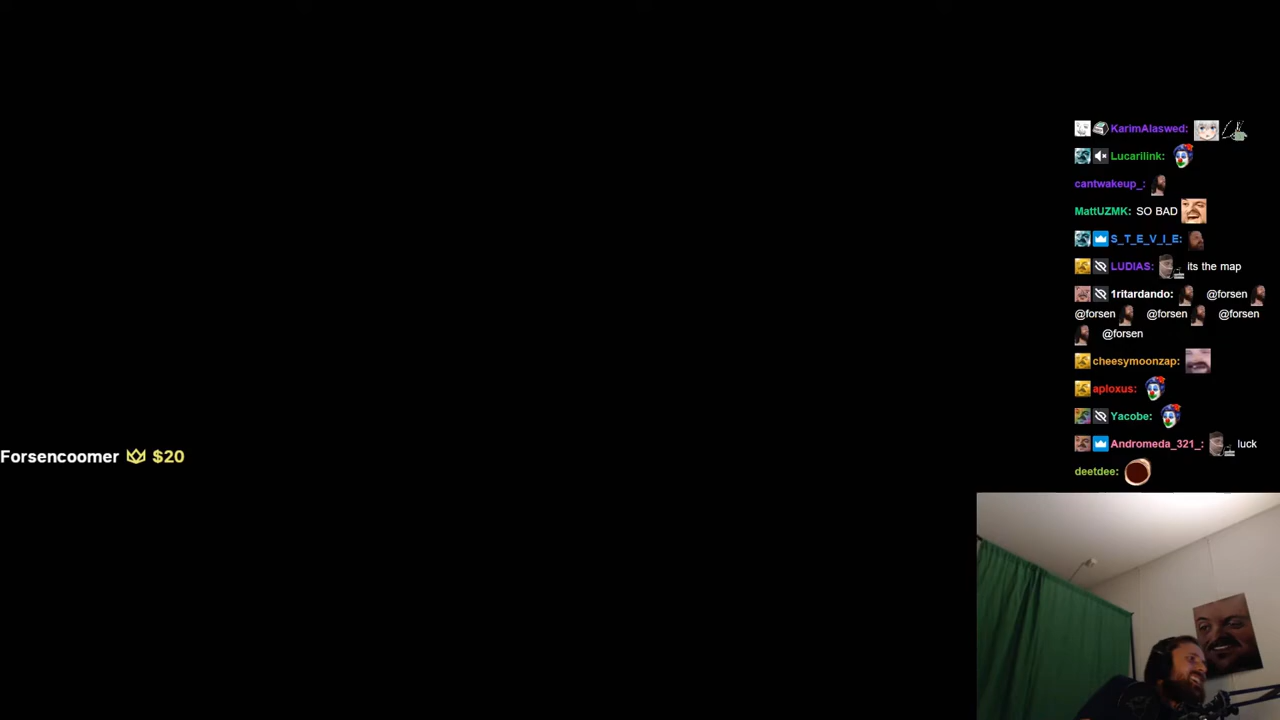 KarimAlaswed:
Lucarilink:
cantwakeup_:
MattUZMK: SO BAD
S_T_E_V_I_E:
LUDIAS: its the map
1ritardando: @forsen
@forsen @forsen @forsen
@forsen
cheesymoonzap:
aploxus:
Yacobe:
Andromeda_321_: luck
deetdee:
Forsencoomer $20